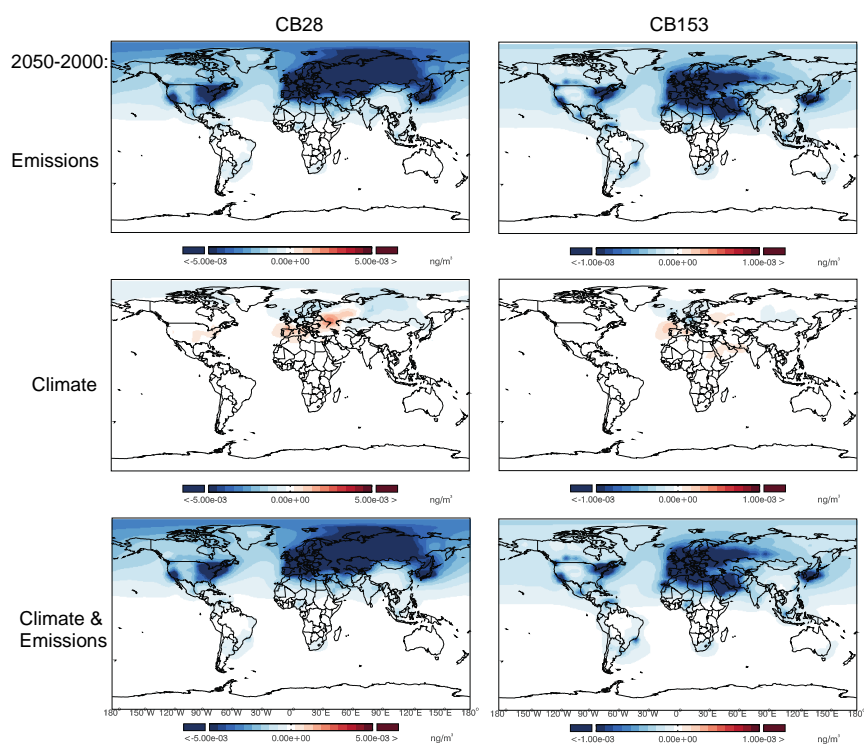 CB28 CB153
2050-2000:
Emissions
<-5.00e-03 0.00e+00 5.00e-03 > ng/m³
<-1.00e-03 0.00e+00 1.00e-03 > ng/m³
Climate
<-5.00e-03 0.00e+00 5.00e-03 > ng/m³
<-1.00e-03 0.00e+00 1.00e-03 > ng/m³
Climate &
Emissions
180° 150°W 120°W 90°W 60°W 30°W 0° 30°E 60°E 90°E 120°E 150°E 180°
180° 150°W 120°W 90°W 60°W 30°W 0° 30°E 60°E 90°E 120°E 150°E 180°
<-5.00e-03 0.00e+00 5.00e-03 > ng/m³
<-1.00e-03 0.00e+00 1.00e-03 > ng/m³